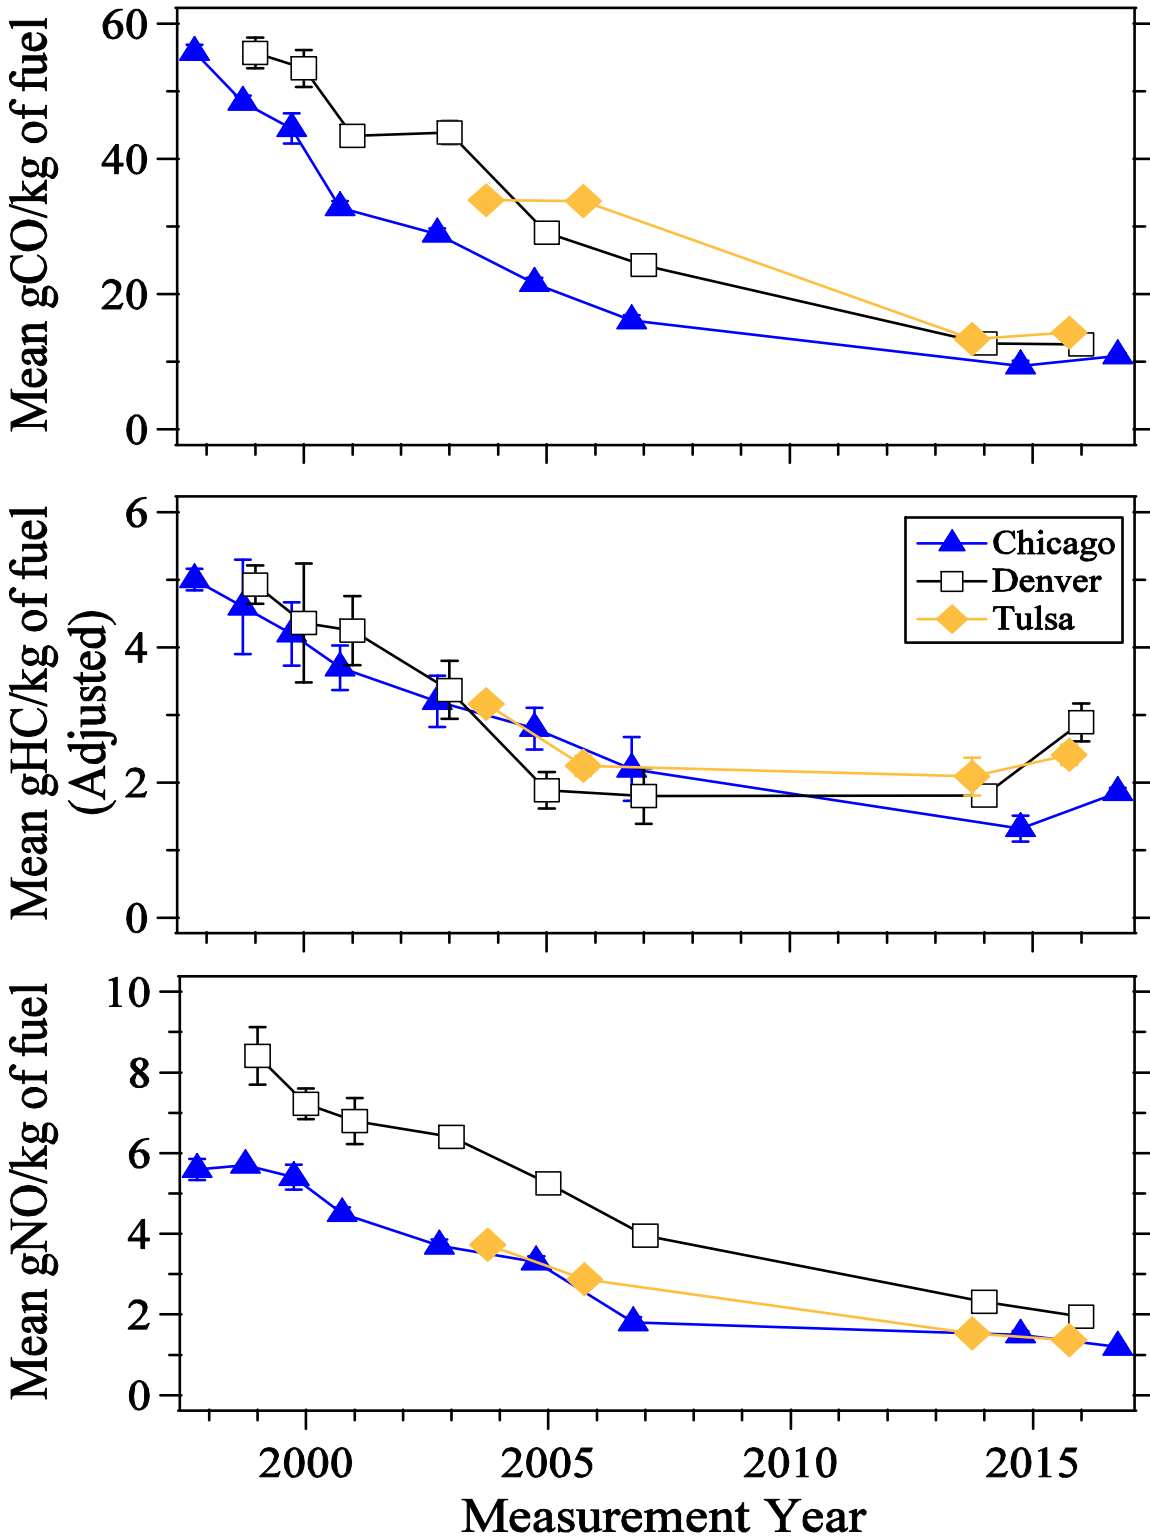 Mean gCO/kg of fuel
60
40
20
0
Mean gHC/kg of fuel
(Adjusted)
6
4
2
0
Chicago
Denver
Tulsa
Mean gNO/kg of fuel
10
8
6
4
2
0
2000 2005 2010 2015
Measurement Year